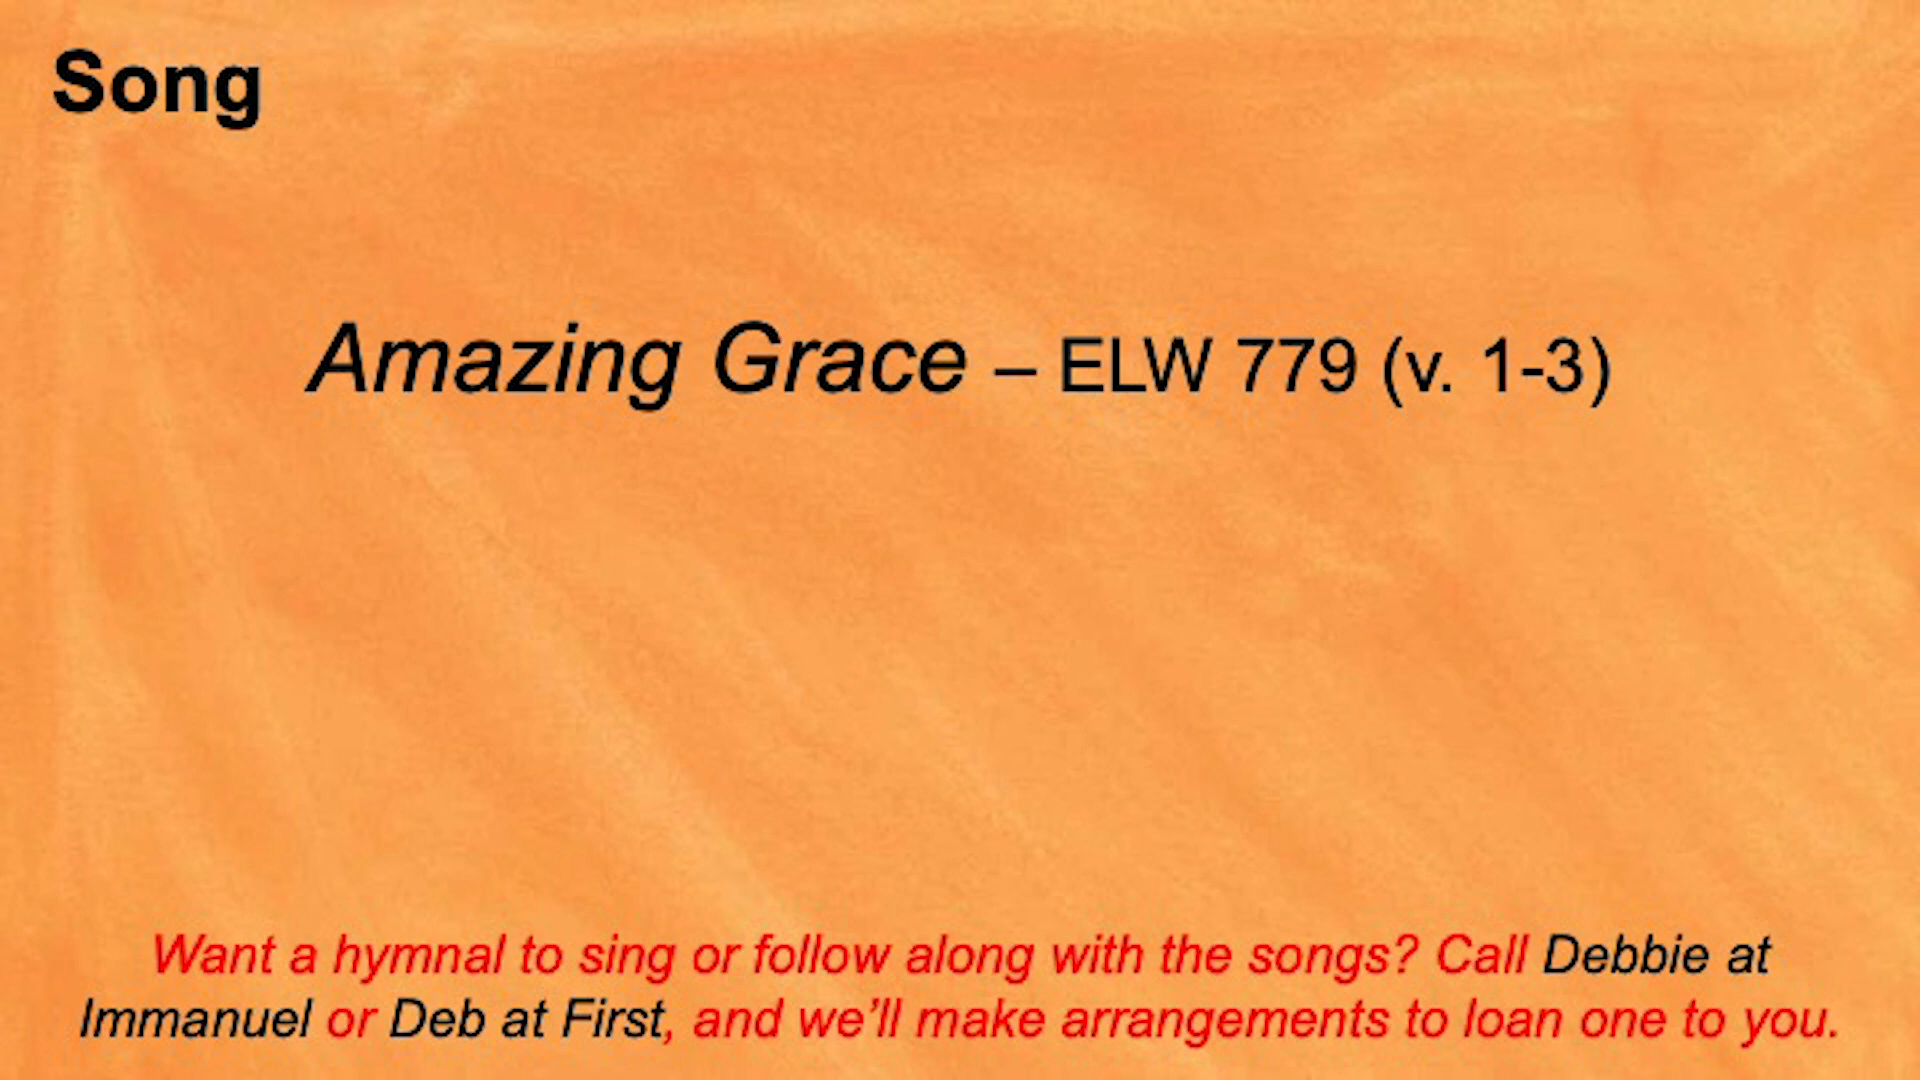 Song
Amazing Grace – ELW 779 (v. 1-3)
Want a hymnal to sing or follow along with the songs? Call Debbie at
Immanuel or Deb at First, and we’ll make arrangements to loan one to you.